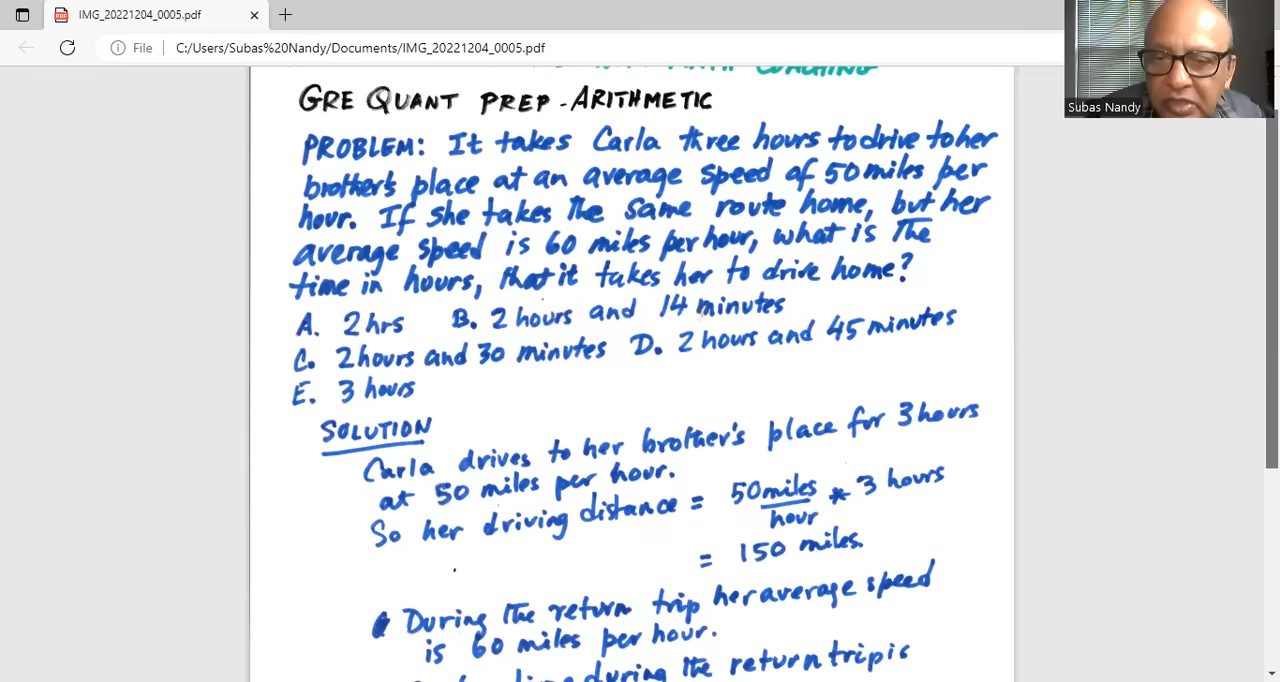 IMG_20221204_0005.pdf
File C:/Users/Subas%20Nandy/Documents/IMG_20221204_0005.pdf
Subas Nandy
COACHING
GRE QUANT PREP - ARITHMETIC
PROBLEM: It takes Carla three hours to drive to her
brother's place at an average speed of 50 miles per
hour. If she takes the same route home, but her
average speed is 60 miles per hour, what is the
time in hours, that it takes her to drive home?
A. 2 hrs B. 2 hours and 14 minutes
C. 2 hours and 30 minutes D. 2 hours and 45 minutes
E. 3 hours
SOLUTION
Carla drives to her brother's place for 3 hours
at 50 miles per hour.
So her driving distance = 50 miles/hour * 3 hours
= 150 miles.
During the return trip her average speed
is 60 miles per hour.
during the return trip is